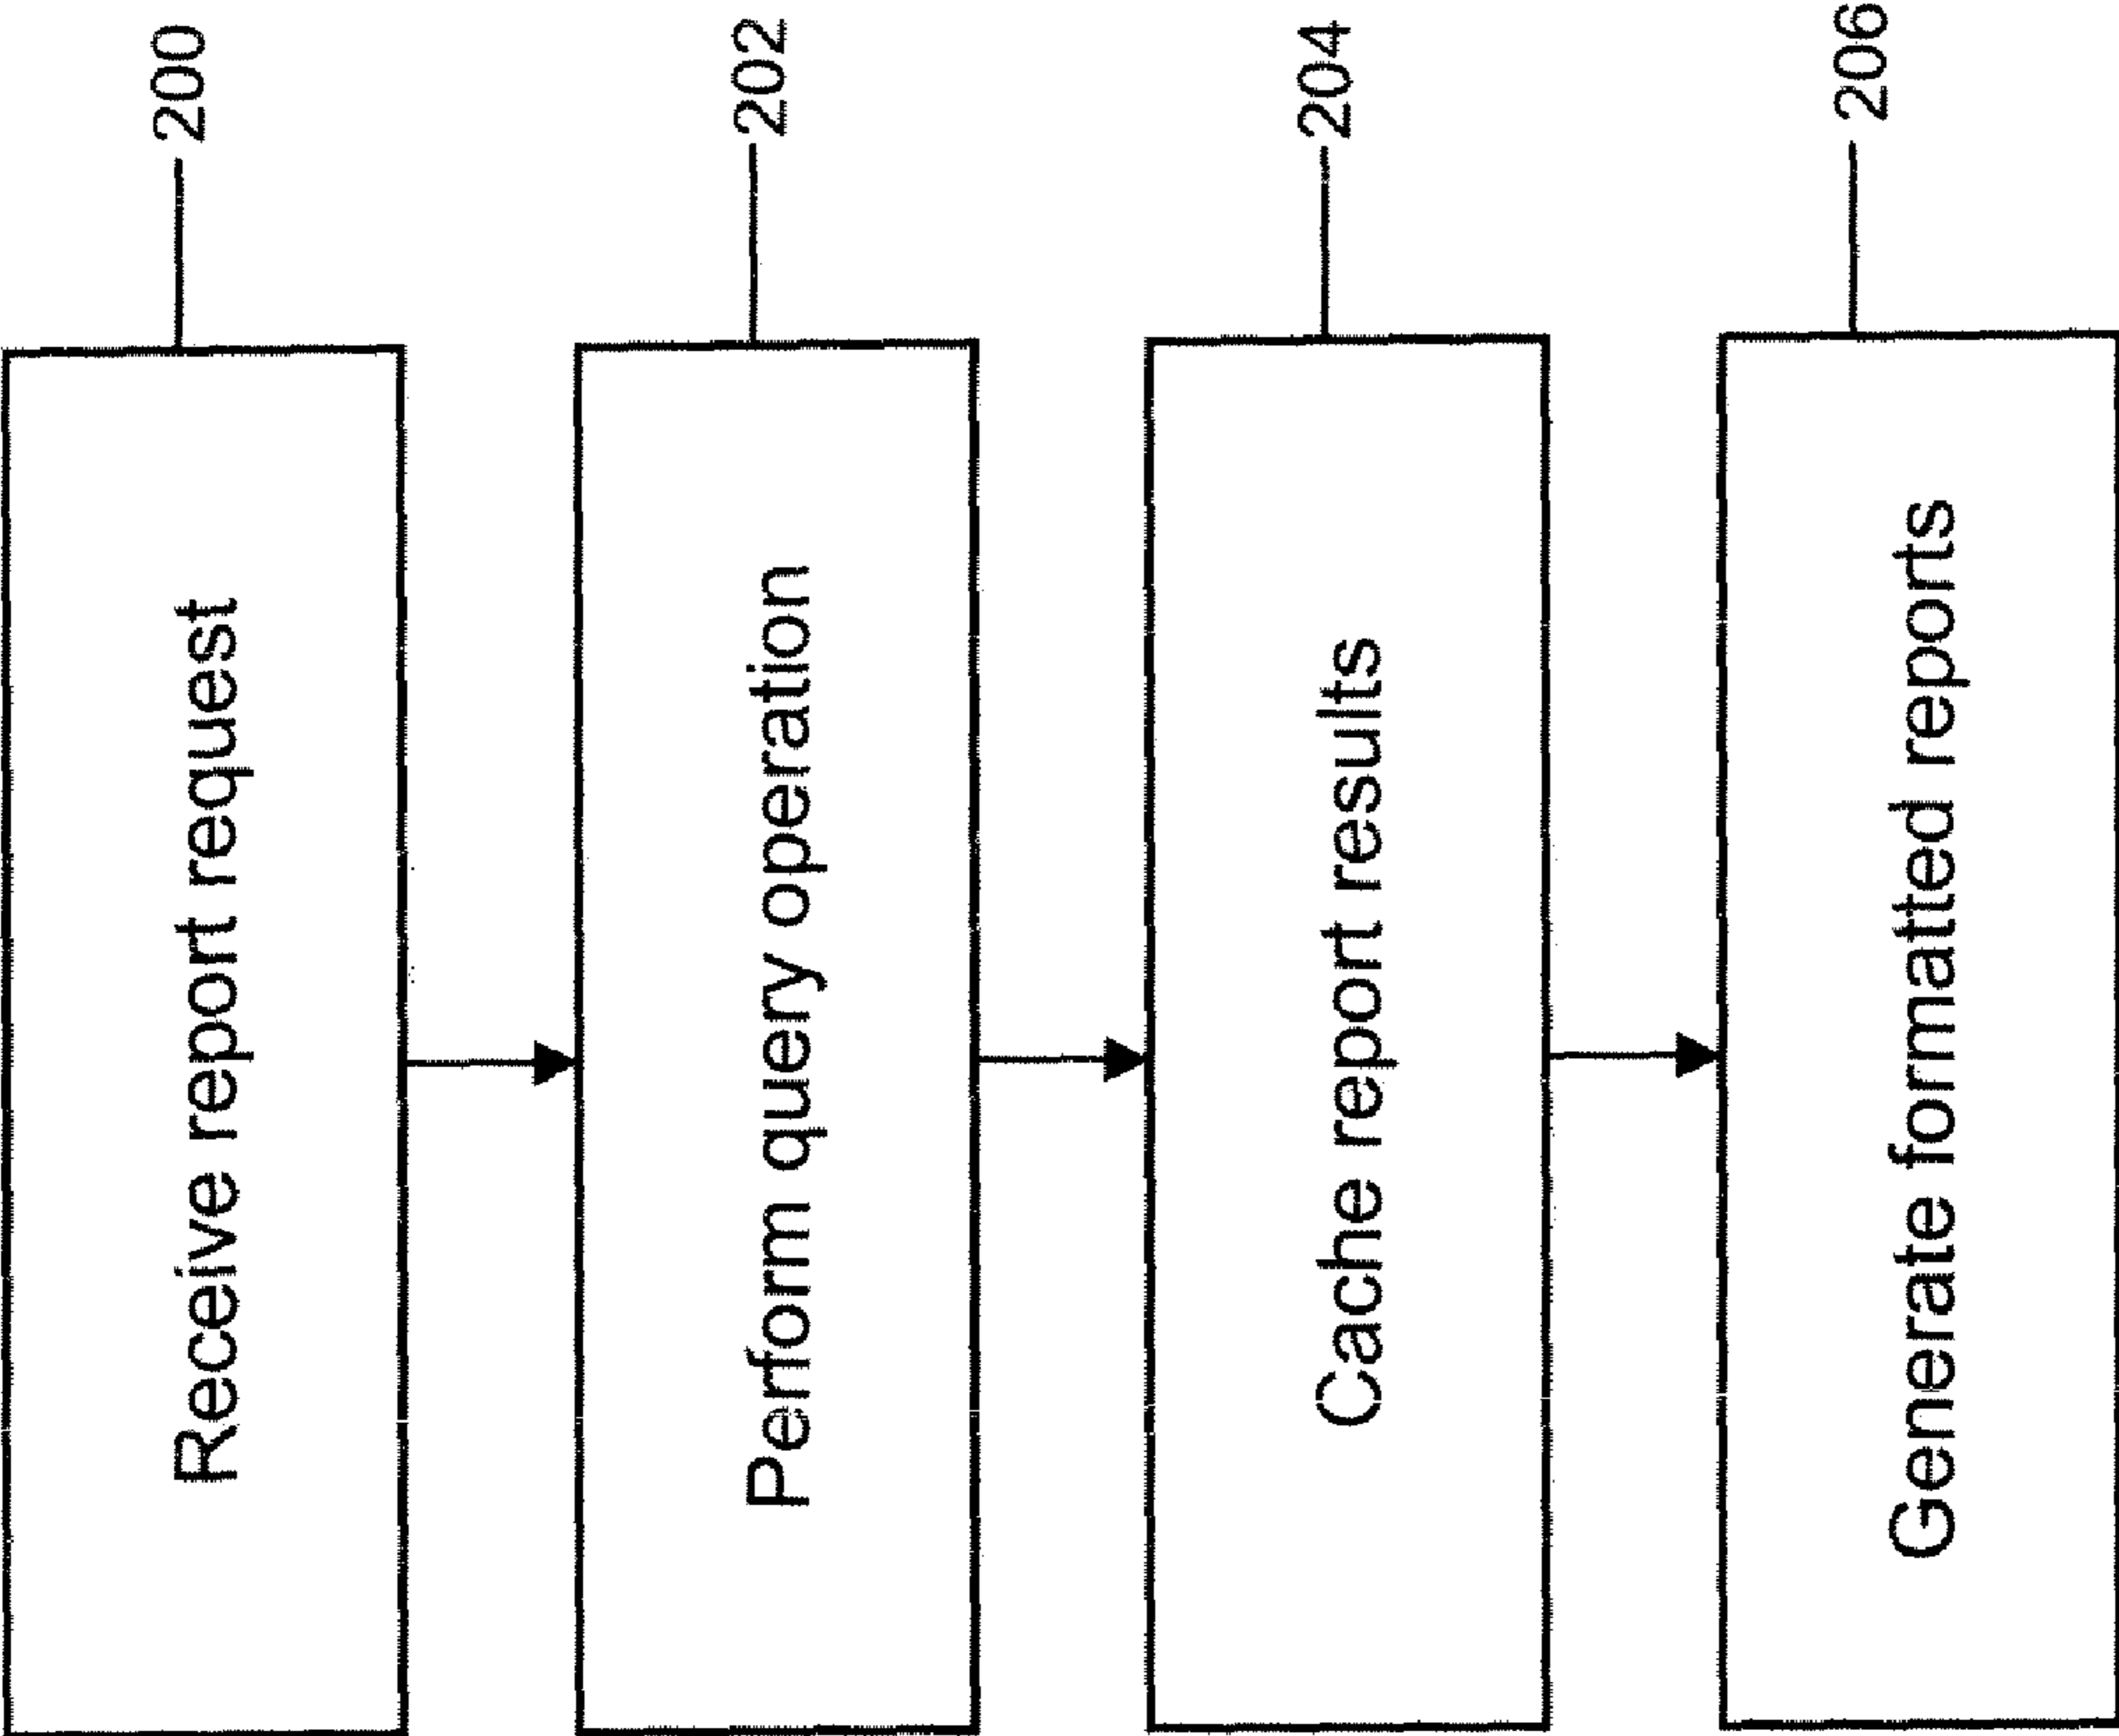 Receive report request
200
Perform query operation
202
Cache report results
204
Generate formatted reports
206